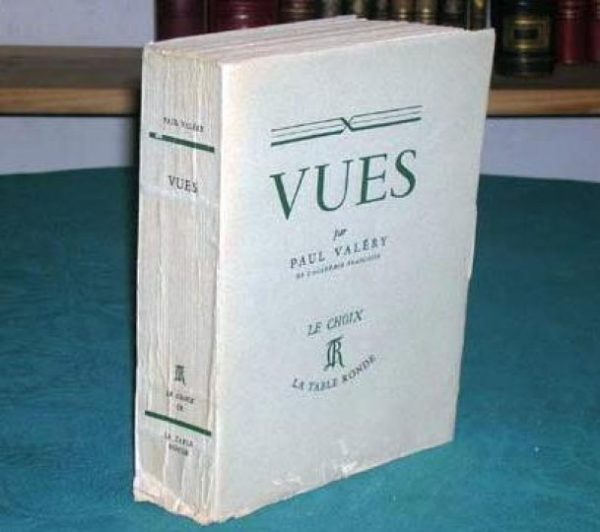 PAUL VALÉRY
VUES
LE CHOIX
LA TABLE
RONDE
VUES
par
PAUL VALÉRY
DE L'ACADÉMIE FRANÇAISE
LE CHOIX
LA TABLE RONDE